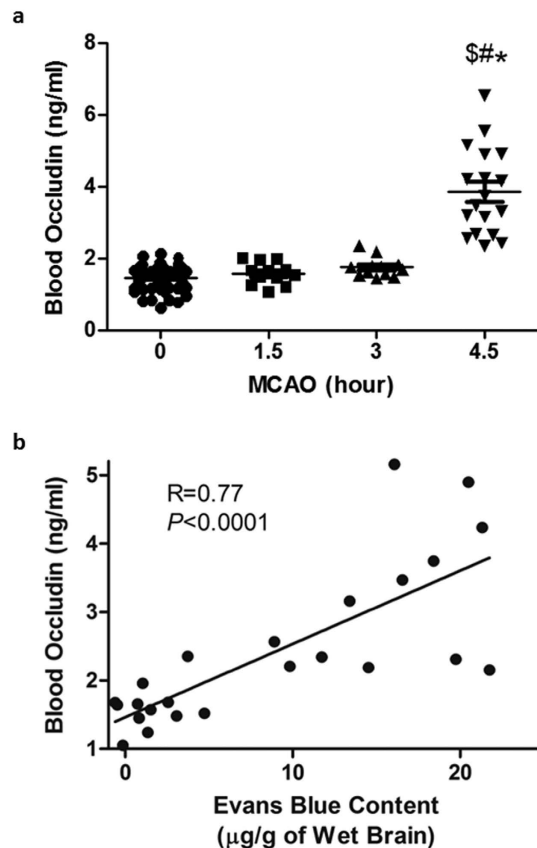 a
Blood Occludin (ng/ml)
8
6
4
2
0
$#*
0 1.5 3 4.5
MCAO (hour)
b
Blood Occludin (ng/ml)
5
4
3
2
1
R=0.77
P<0.0001
0 10 20
Evans Blue Content
(μg/g of Wet Brain)